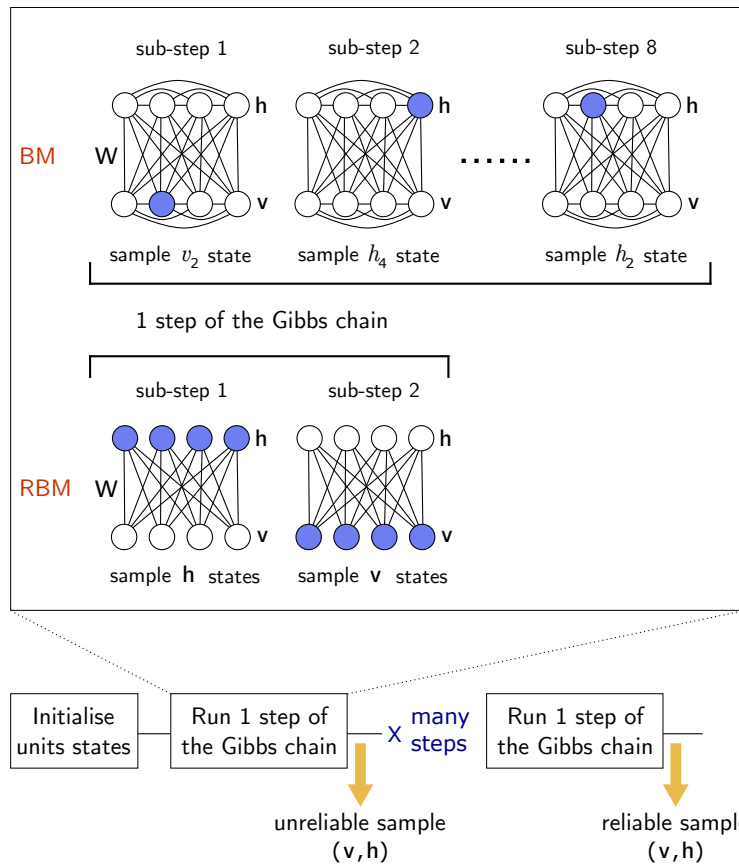 sub-step 1
sub-step 2
sub-step 8
h
h
h
BM
W
......
v
v
v
sample v₂ state
sample h₄ state
sample h₂ state
1 step of the Gibbs chain
sub-step 1
sub-step 2
h
h
RBM
W
v
v
sample h states
sample v states
Initialise
units states
Run 1 step of
the Gibbs chain
X many
steps
Run 1 step of
the Gibbs chain
unreliable sample
(v,h)
reliable sample
(v,h)